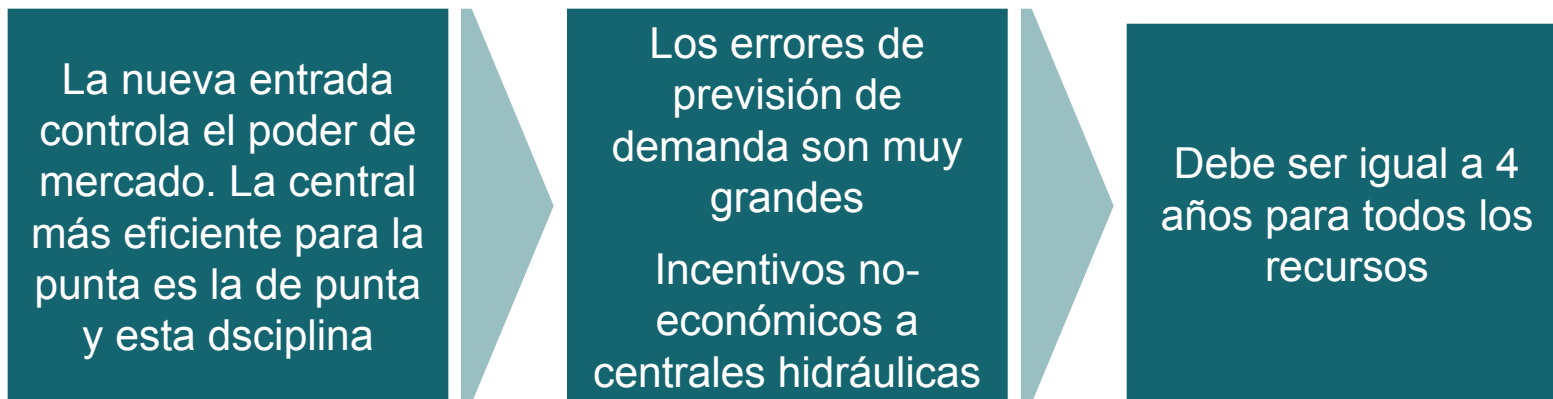 La nueva entrada
controla el poder de
mercado. La central
más eficiente para la
punta es la de punta
y esta dsciplina
Los errores de
previsión de
demanda son muy
grandes
Incentivos no-
económicos a
centrales hidráulicas
Debe ser igual a 4
años para todos los
recursos